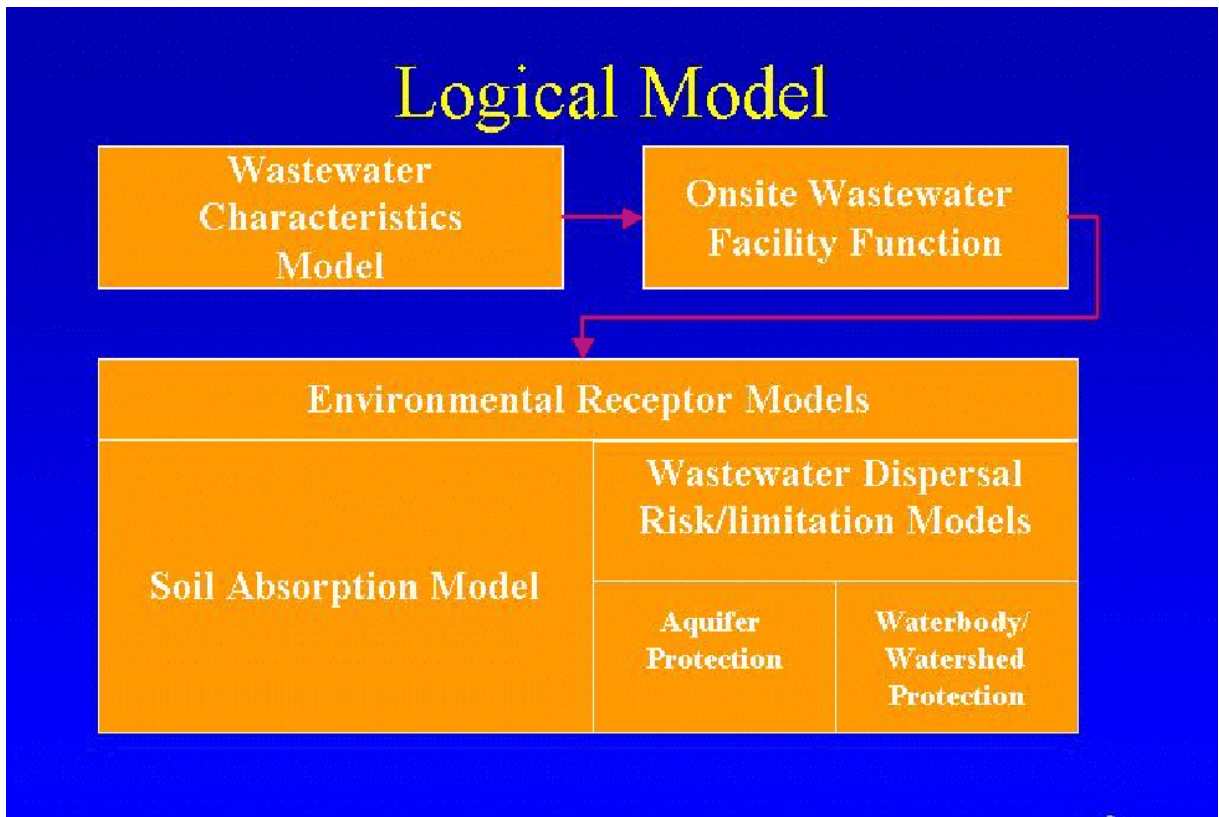 Logical Model
Wastewater
Characteristics
Model
Onsite Wastewater
Facility Function
Environmental Receptor Models
Soil Absorption Model
Wastewater Dispersal
Risk/limitation Models
Aquifer
Protection
Waterbody/
Watershed
Protection